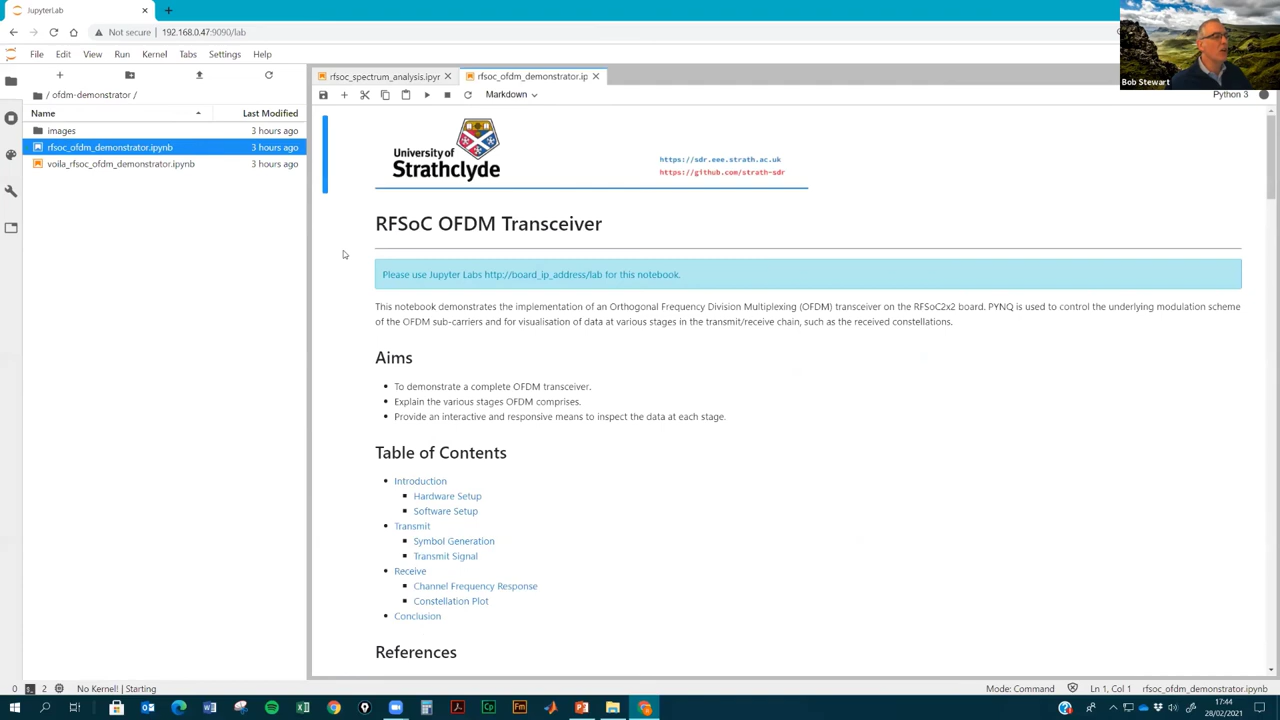 JupyterLab
Not secure | 192.168.0.47:9090/lab
Bob Stewart
File Edit View Run Kernel Tabs Settings Help
rfsoc_spectrum_analysis.ipyr
rfsoc_ofdm_demonstrator.ip
/ ofdm-demonstrator /
Markdown
Python 3
Name Last Modified
images 3 hours ago
rfsoc_ofdm_demonstrator.ipynb 3 hours ago
voila_rfsoc_ofdm_demonstrator.ipynb 3 hours ago
University of
Strathclyde
https://sdr.eee.strath.ac.uk
https://github.com/strath-sdr
RFSoC OFDM Transceiver
Please use Jupyter Labs http://board_ip_address/lab for this notebook.
This notebook demonstrates the implementation of an Orthogonal Frequency Division Multiplexing (OFDM) transceiver on the RFSoC2x2 board. PYNQ is used to control the underlying modulation scheme
of the OFDM sub-carriers and for visualisation of data at various stages in the transmit/receive chain, such as the received constellations.
Aims
To demonstrate a complete OFDM transceiver.
Explain the various stages OFDM comprises.
Provide an interactive and responsive means to inspect the data at each stage.
Table of Contents
Introduction
Hardware Setup
Software Setup
Transmit
Symbol Generation
Transmit Signal
Receive
Channel Frequency Response
Constellation Plot
Conclusion
References
0 2 No Kernel! | Starting
Mode: Command Ln 1, Col 1 rfsoc_ofdm_demonstrator.ipynb
17:44
28/02/2021